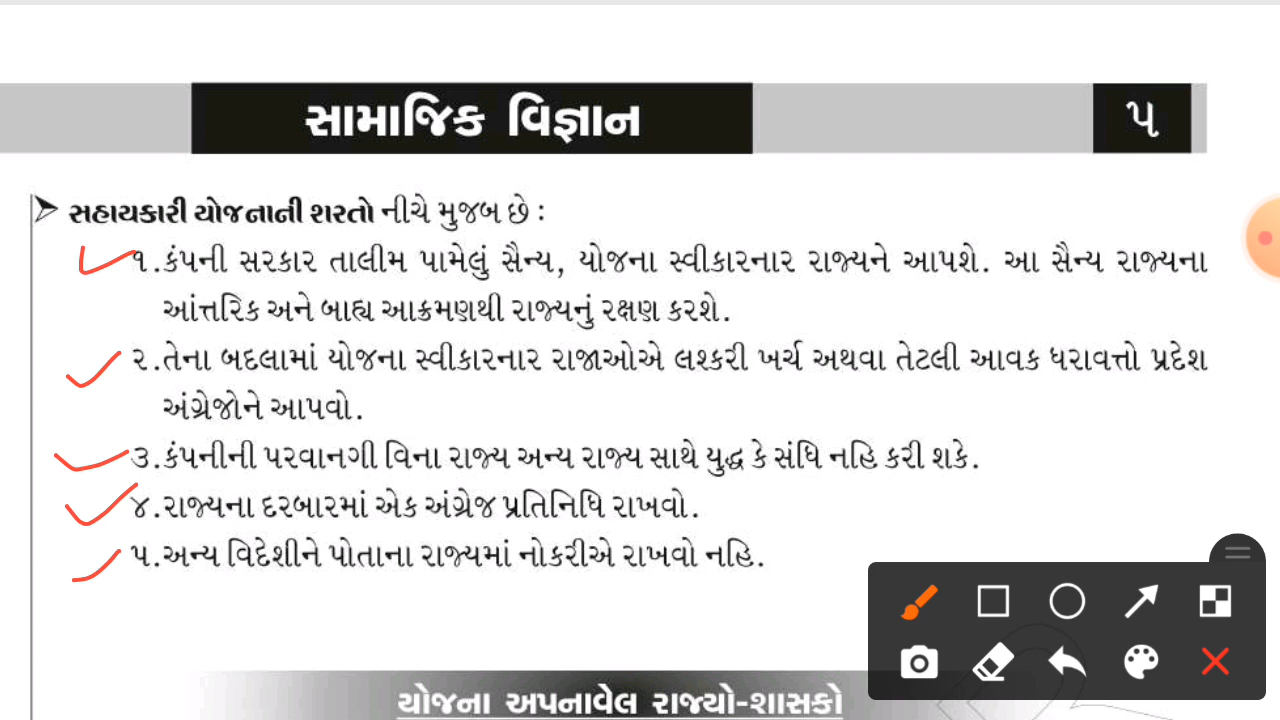 સામાજિક વિજ્ઞાન
૫
સહાયકારી યોજનાની શરતો નીચે મુજબ છે :
૧.કંપની સરકાર તાલીમ પામેલું સૈન્ય, યોજના સ્વીકારનાર રાજ્યને આપશે. આ સૈન્ય રાજ્યના
આંત્તરિક અને બાહ્ય આક્રમણથી રાજ્યનું રક્ષણ કરશે.
૨.તેના બદલામાં યોજના સ્વીકારનાર રાજાઓએ લશ્કરી ખર્ચ અથવા તેટલી આવક ધરાવત્તો પ્રદેશ
અંગ્રેજોને આપવો.
૩.કંપનીની પરવાનગી વિના રાજ્ય અન્ય રાજ્ય સાથે યુદ્ધ કે સંધિ નહિ કરી શકે.
૪.રાજ્યના દરબારમાં એક અંગ્રેજ પ્રતિનિધિ રાખવો.
૫.અન્ય વિદેશીને પોતાના રાજ્યમાં નોકરીએ રાખવો નહિ.
યોજના અપનાવેલ રાજ્યો-શાસકો